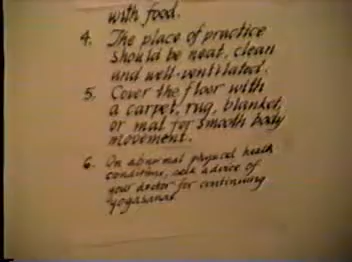 with food.
4. The place of practice
should be neat, clean
and well-ventilated.
5. Cover the floor with
a carpet, rug, blanket,
or mat for smooth body
movement.
6. On abnormal physical health
conditions, seek advice of
your doctor for continuing
yogasanas